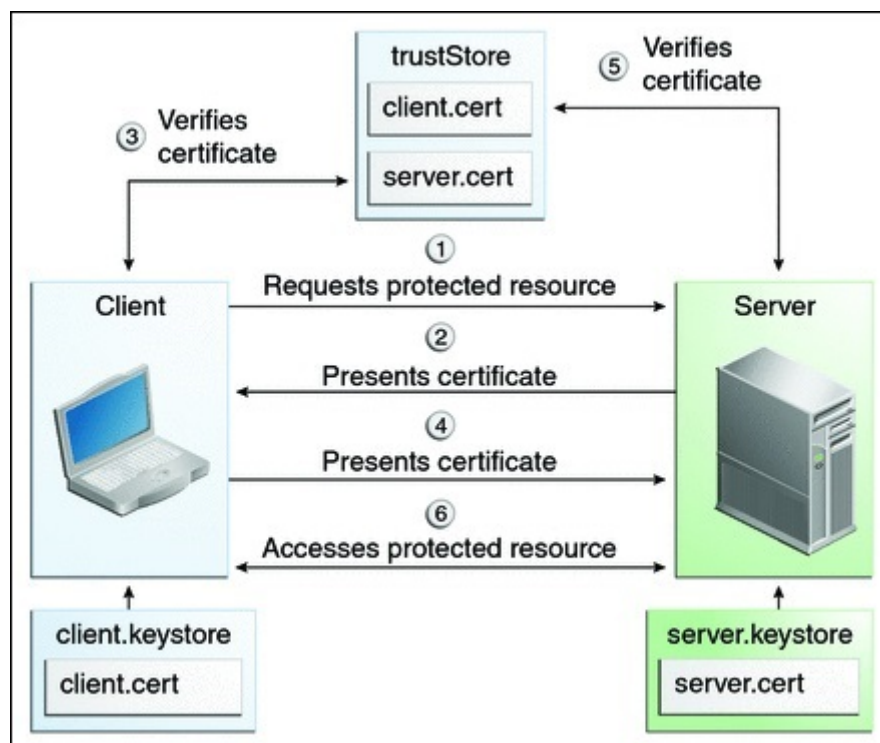 trustStore
client.cert
server.cert
5 Verifies
certificate
3 Verifies
certificate
1
Requests protected resource
Client
Server
2
Presents certificate
4
Presents certificate
6
Accesses protected resource
client.keystore
client.cert
server.keystore
server.cert